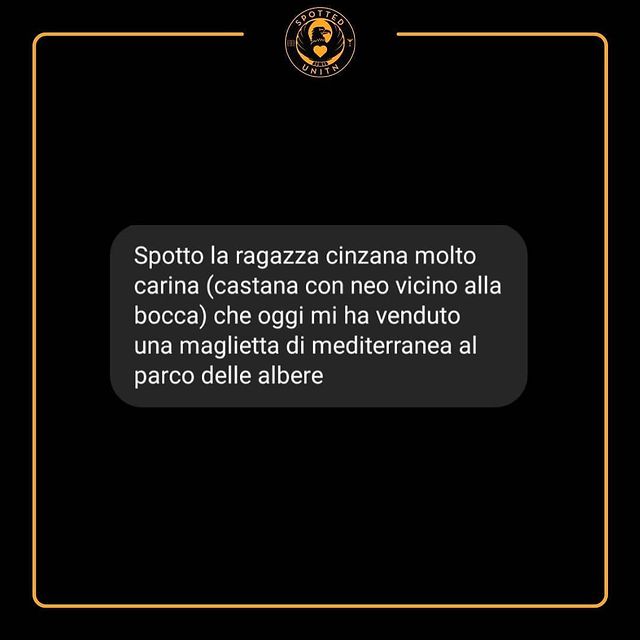 SPOTTED
UNITN
Spotto la ragazza cinzana molto
carina (castana con neo vicino alla
bocca) che oggi mi ha venduto
una maglietta di mediterranea al
parco delle albere